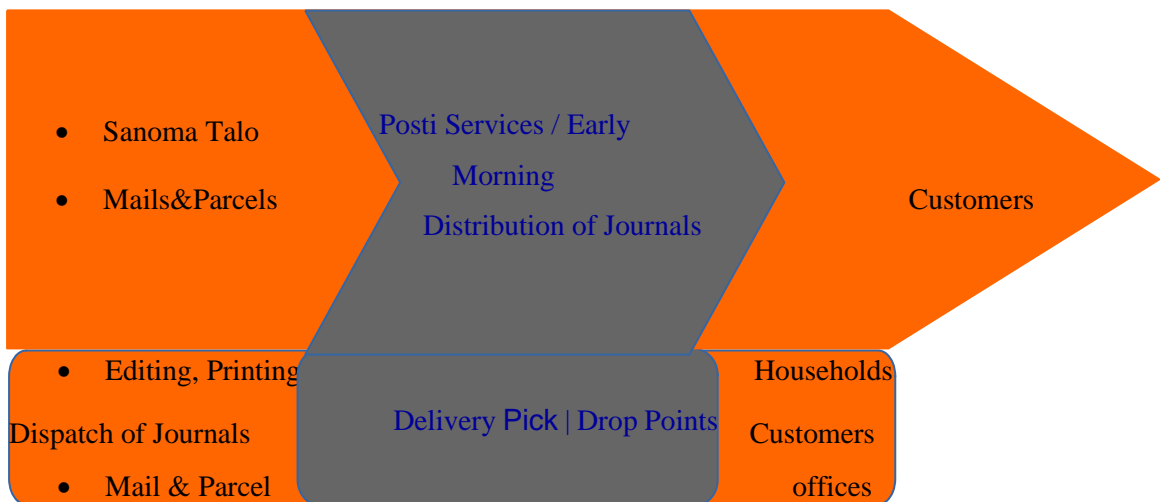 • Sanoma Talo
• Mails&Parcels
Posti Services / Early
Morning
Distribution of Journals
Customers
• Editing, Printing
Dispatch of Journals
• Mail & Parcel
Delivery Pick | Drop Points
Households
Customers
offices